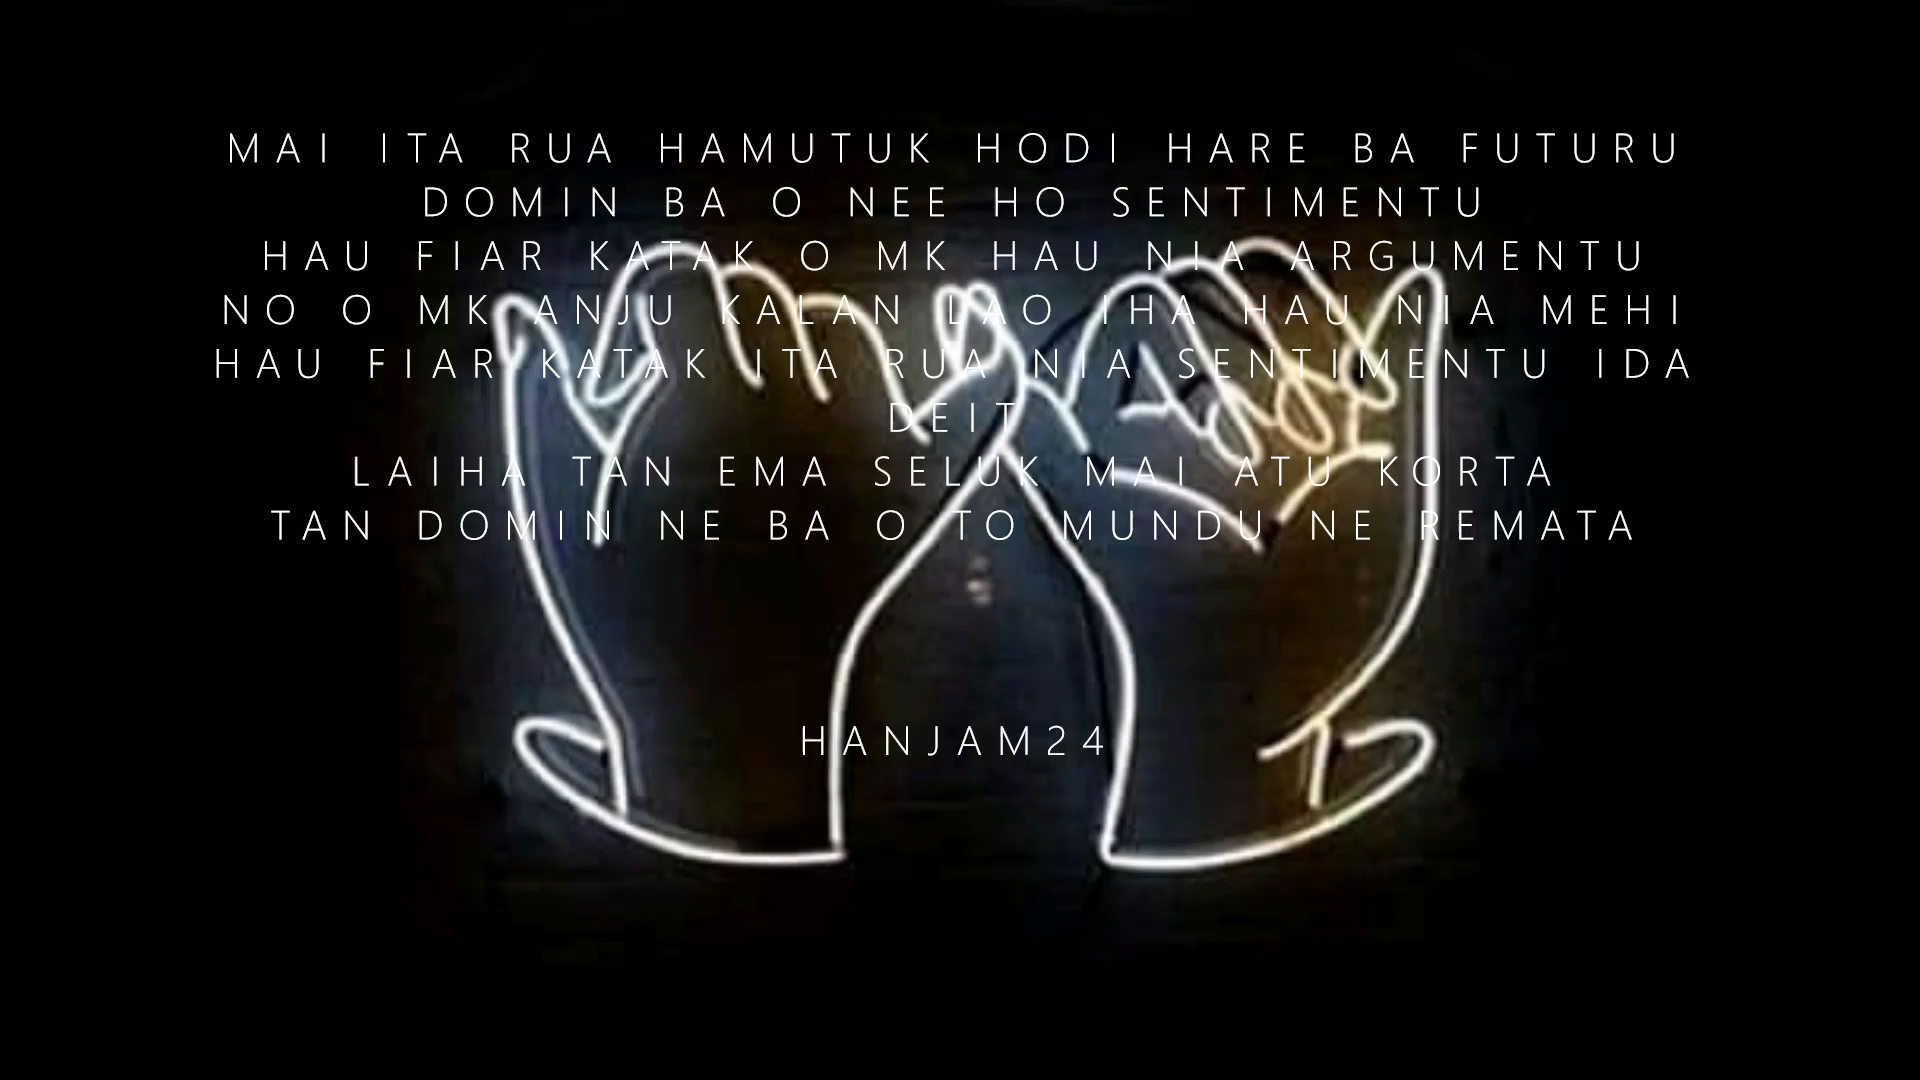 MAI ITA RUA HAMUTUK HODI HARE BA FUTURU
DOMIN BA O NEE HO SENTIMENTU
HAU FIAR KATAK O MK HAU NIA ARGUMENTU
NO O MK ANJU KALAN LAO IHA HAU NIA MEHI
HAU FIAR KATAK ITA RUA NIA SENTIMENTU IDA
DEIT
LAIHA TAN EMA SELUK MAI ATU KORTA
TAN DOMIN NE BA O TO MUNDU NE REMATA
HANJAM24